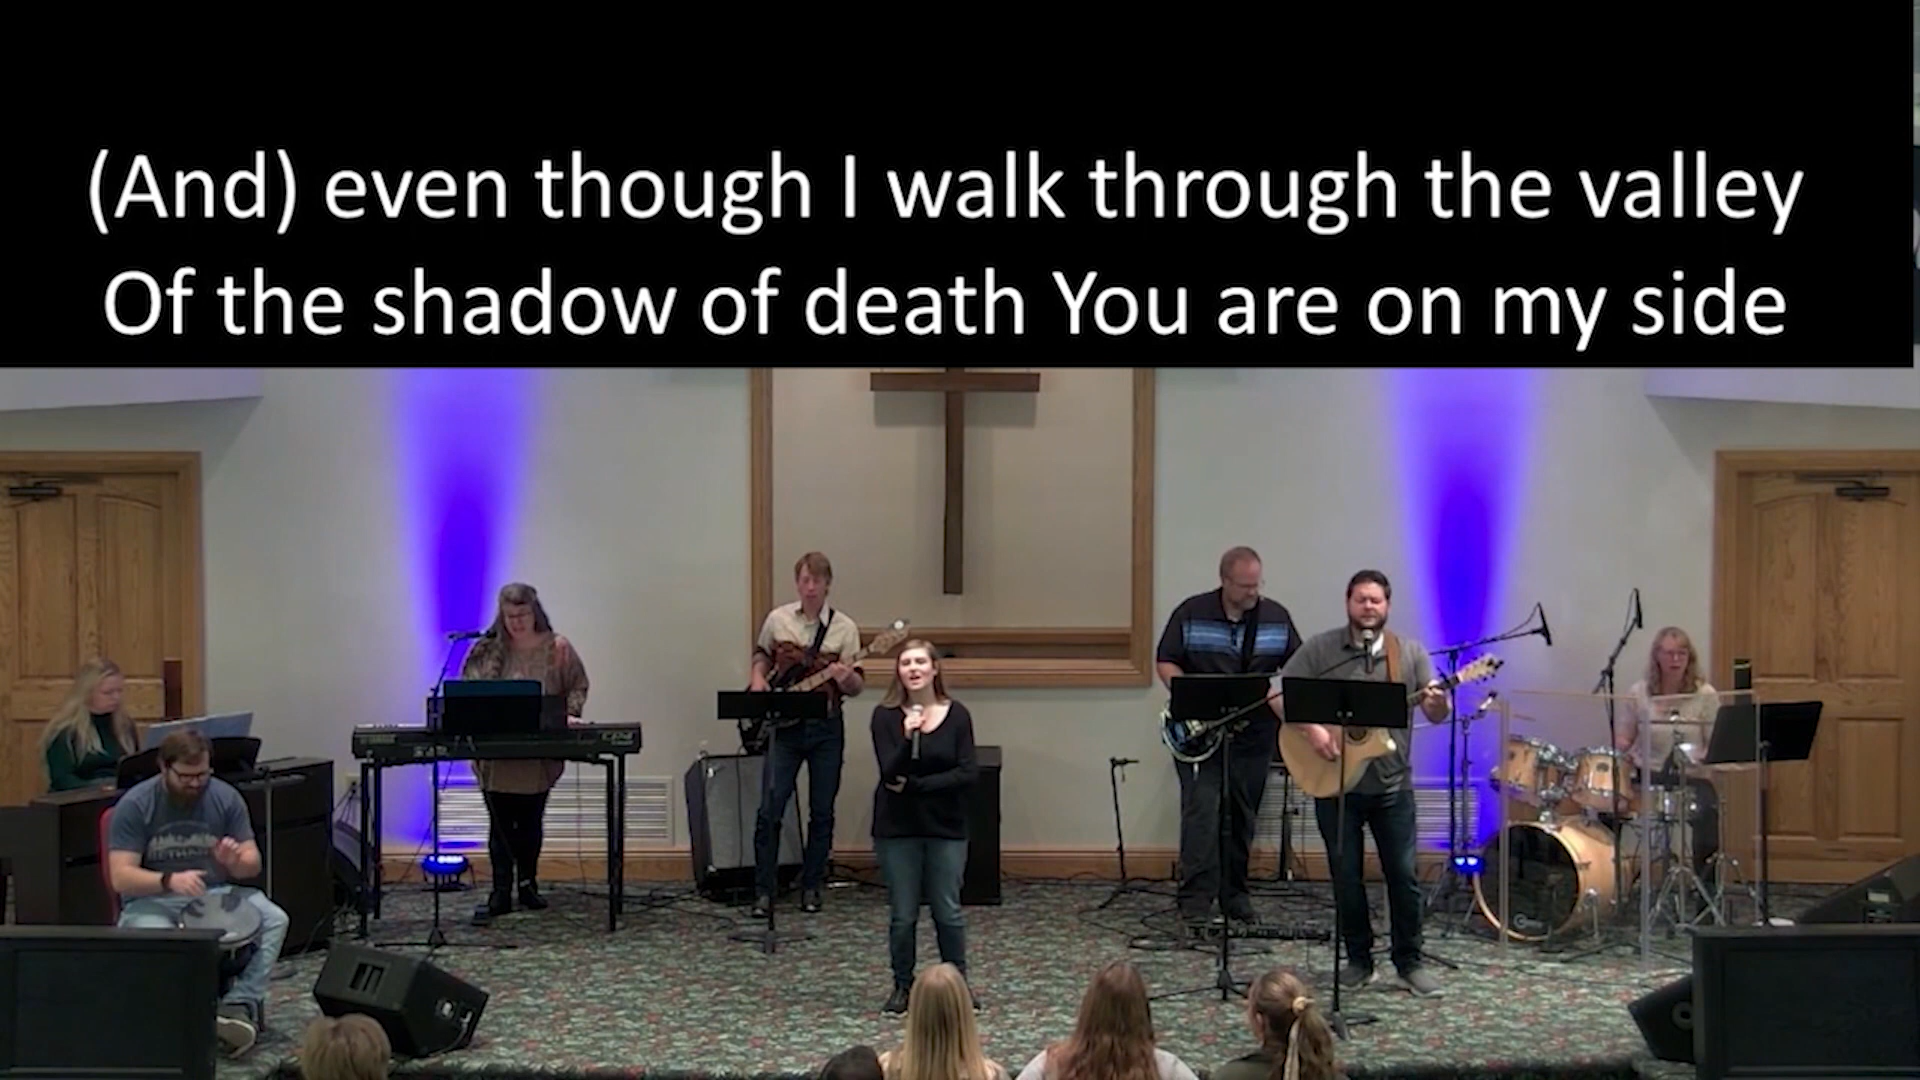 (And) even though I walk through the valley
Of the shadow of death You are on my side